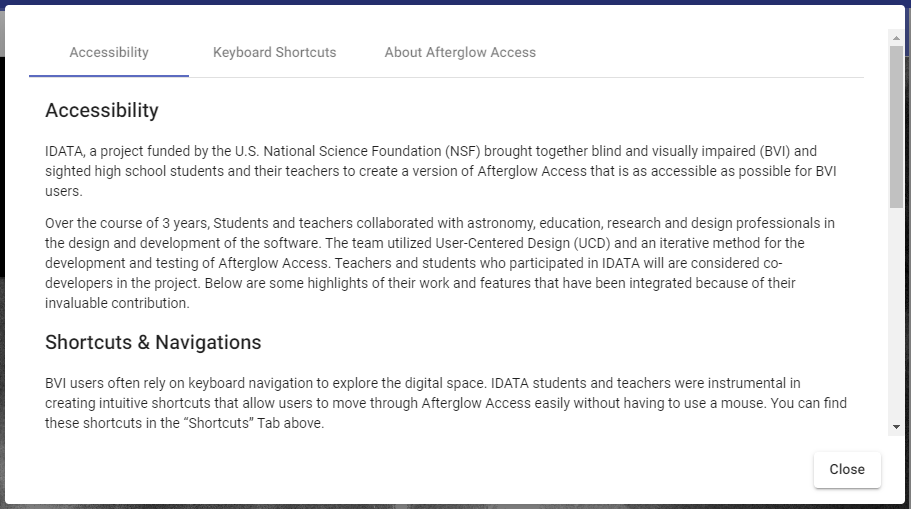 Accessibility Keyboard Shortcuts About Afterglow Access
Accessibility
IDATA, a project funded by the U.S. National Science Foundation (NSF) brought together blind and visually impaired (BVI) and
sighted high school students and their teachers to create a version of Afterglow Access that is as accessible as possible for BVI
users.
Over the course of 3 years, Students and teachers collaborated with astronomy, education, research and design professionals in
the design and development of the software. The team utilized User-Centered Design (UCD) and an iterative method for the
development and testing of Afterglow Access. Teachers and students who participated in IDATA will are considered co-
developers in the project. Below are some highlights of their work and features that have been integrated because of their
invaluable contribution.
Shortcuts & Navigations
BVI users often rely on keyboard navigation to explore the digital space. IDATA students and teachers were instrumental in
creating intuitive shortcuts that allow users to move through Afterglow Access easily without having to use a mouse. You can find
these shortcuts in the “Shortcuts” Tab above.
Close